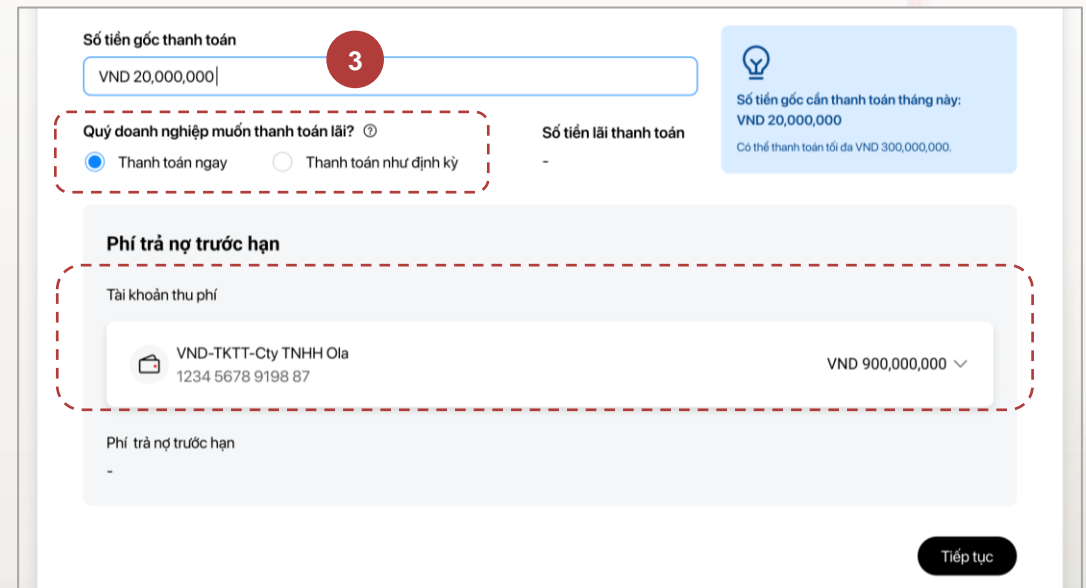 Số tiền gốc thanh toán
VND 20,000,000
3
Quý doanh nghiệp muốn thanh toán lãi?
Thanh toán ngay
Thanh toán như định kỳ
Số tiền lãi thanh toán
-
Số tiền gốc cần thanh toán tháng này:
VND 20,000,000
Có thể thanh toán tối đa VND 300,000,000.
Phí trả nợ trước hạn
Tài khoản thu phí
VND-TKTT-Cty TNHH Ola
1234 5678 9198 87
VND 900,000,000
Phí trả nợ trước hạn
-
Tiếp tục